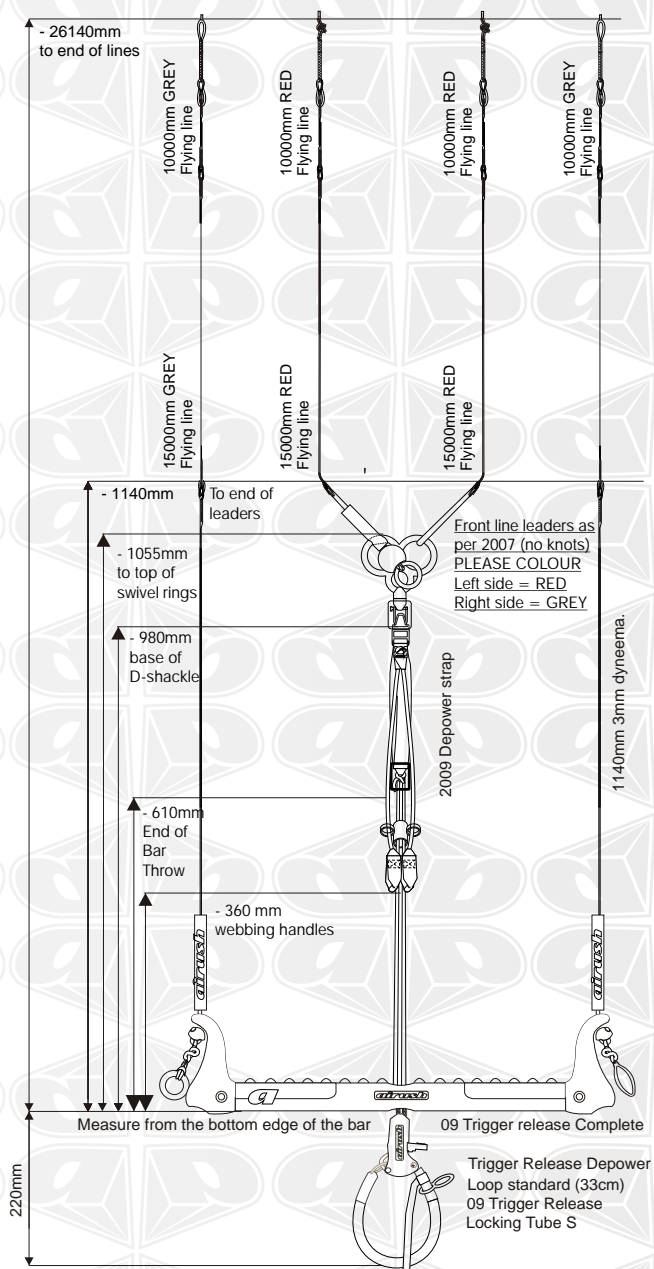 - 26140mm
to end of lines
10000mm GREY
Flying line
10000mm RED
Flying line
10000mm RED
Flying line
10000mm GREY
Flying line
15000mm GREY
Flying line
15000mm RED
Flying line
15000mm RED
Flying line
15000mm GREY
Flying line
- 1140mm
To end of
leaders
- 1055mm
to top of
swivel rings
- 980mm
base of
D-shackle
Front line leaders as
per 2007 (no knots)
PLEASE COLOUR
Left side = RED
Right side = GREY
2009 Depower strap
1140mm 3mm dyneema.
- 610mm
End of
Bar
Throw
- 360 mm
webbing handles
airush
airush
airush
Measure from the bottom edge of the bar
09 Trigger release Complete
220mm
airush
Trigger Release Depower
Loop standard (33cm)
09 Trigger Release
Locking Tube S